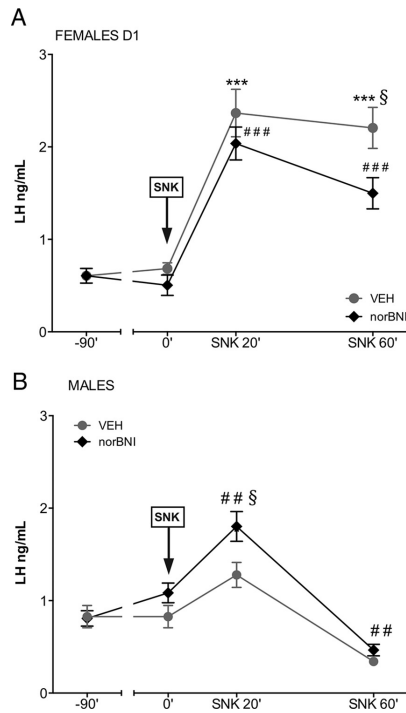 A
FEMALES D1
3
***
*** §
###
2
###
LH ng/mL
SNK
1
VEH
norBNI
0
-90' 0' SNK 20' SNK 60'
B
MALES
3
VEH
norBNI
## §
SNK
2
LH ng/mL
##
1
0
-90' 0' SNK 20' SNK 60'